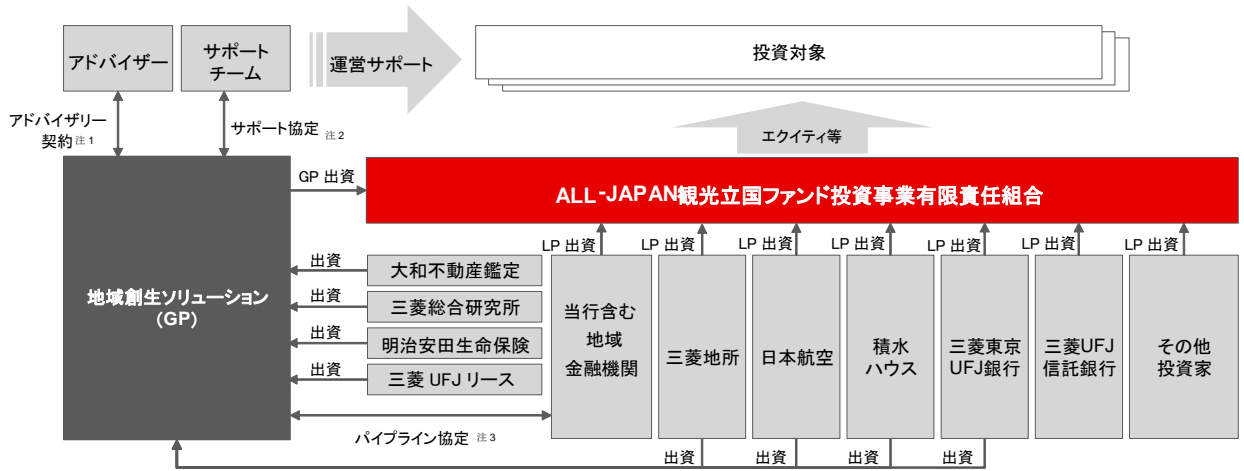 アドバイザー
サポート
チーム
運営サポート
投資対象
アドバイザリー
契約注1
サポート協定 注2
エクイティ等
GP 出資
ALL-JAPAN観光立国ファンド投資事業有限責任組合
LP 出資
LP 出資
LP 出資
LP 出資
LP 出資
LP 出資
LP 出資
地域創生ソリューション
(GP)
出資
大和不動産鑑定
出資
三菱総合研究所
出資
明治安田生命保険
出資
三菱 UFJ リース
当行含む
地域
金融機関
三菱地所
日本航空
積水
ハウス
三菱東京
UFJ銀行
三菱UFJ
信託銀行
その他
投資家
パイプライン協定 注3
出資
出資
出資
出資